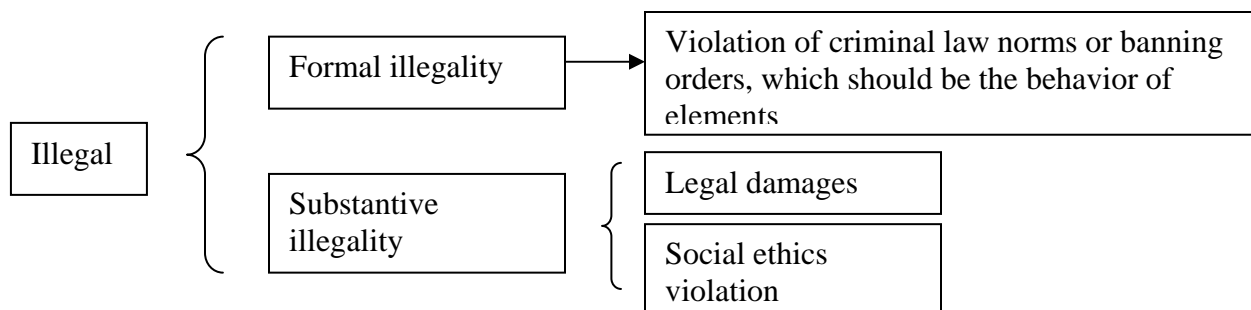 Illegal
Formal illegality
Violation of criminal law norms or banning
orders, which should be the behavior of
elements
Substantive
illegality
Legal damages
Social ethics
violation